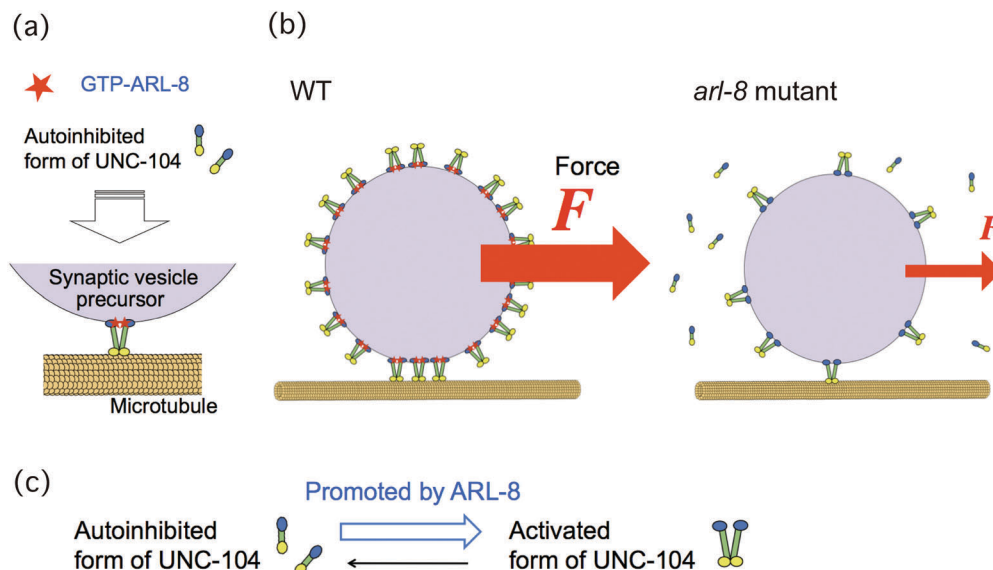 (a)
GTP-ARL-8
Autoinhibited
form of UNC-104
Synaptic vesicle
precursor
Microtubule
(b)
WT
Force
F
arl-8 mutant
F
(c)
Promoted by ARL-8
Autoinhibited
form of UNC-104
Activated
form of UNC-104